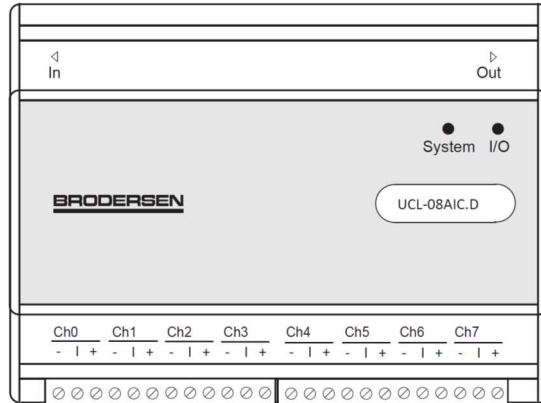 In Out
System I/O
BRODERSEN
UCL-08AIC.D
Ch0 Ch1 Ch2 Ch3 Ch4 Ch5 Ch6 Ch7
- I + - I + - I + - I + - I + - I + - I + - I +